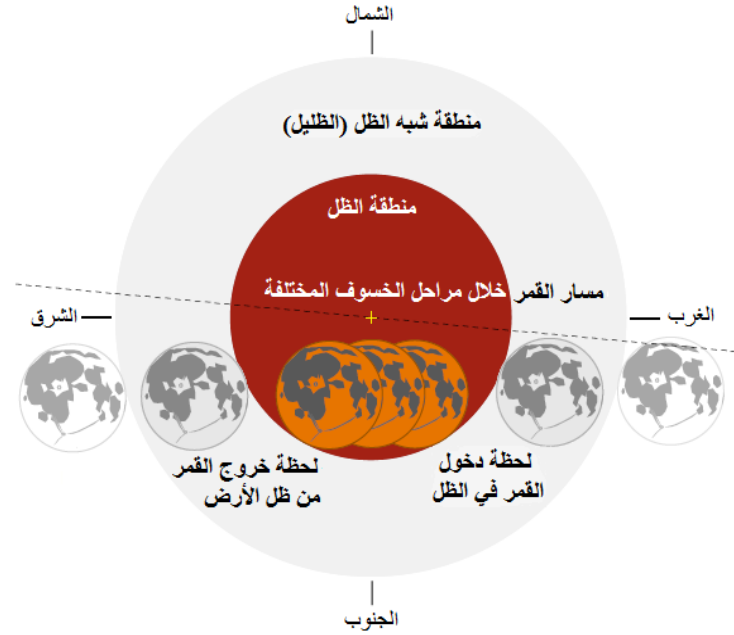 الشمال
منطقة شبه الظل (الظليل)
منطقة الظل
مسار القمر خلال مراحل الخسوف المختلفة
الغرب
الشرق
لحظة دخول
القمر في الظل
لحظة خروج القمر
من ظل الأرض
الجنوب